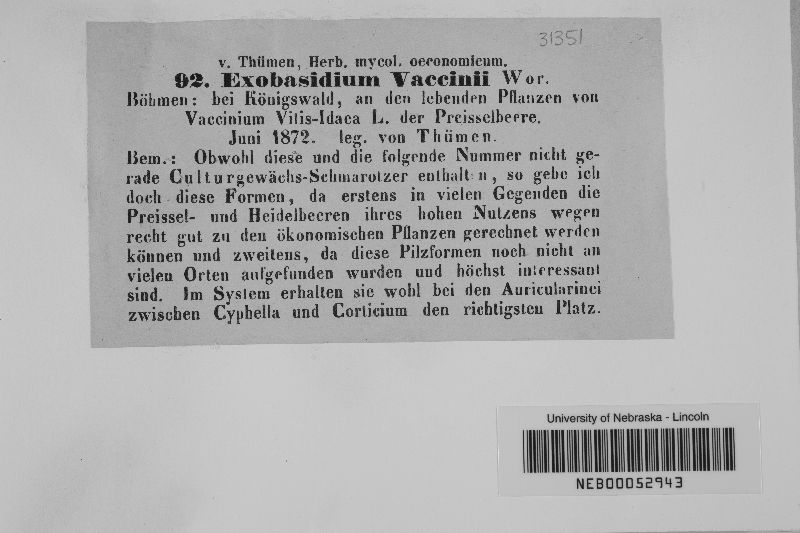 31351
v. Thümen, Herb. mycol. oeconomicum.
92. Exobasidium Vaccinii Wor.
Böhmen: bei Königswald, an den lebenden Pflanzen von
Vaccinium Vitis-Idaea L. der Preisselbeere.
Juni 1872. leg. von Thümen.
Bem.: Obwohl diese und die folgende Nummer nicht ge-
rade Culturgewächs-Schmarotzer enthalten, so gebe ich
doch diese Formen, da erstens in vielen Gegenden die
Preissel- und Heidelbeeren ihres hohen Nutzens wegen
recht gut zu den ökonomischen Pflanzen gerechnet werden
können und zweitens, da diese Pilzformen noch nicht an
vielen Orten aufgefunden wurden und höchst interessant
sind. Im System erhalten sie wohl bei den Auricularinei
zwischen Cyphella und Corticium den richtigsten Platz.
University of Nebraska - Lincoln
NEB00052943